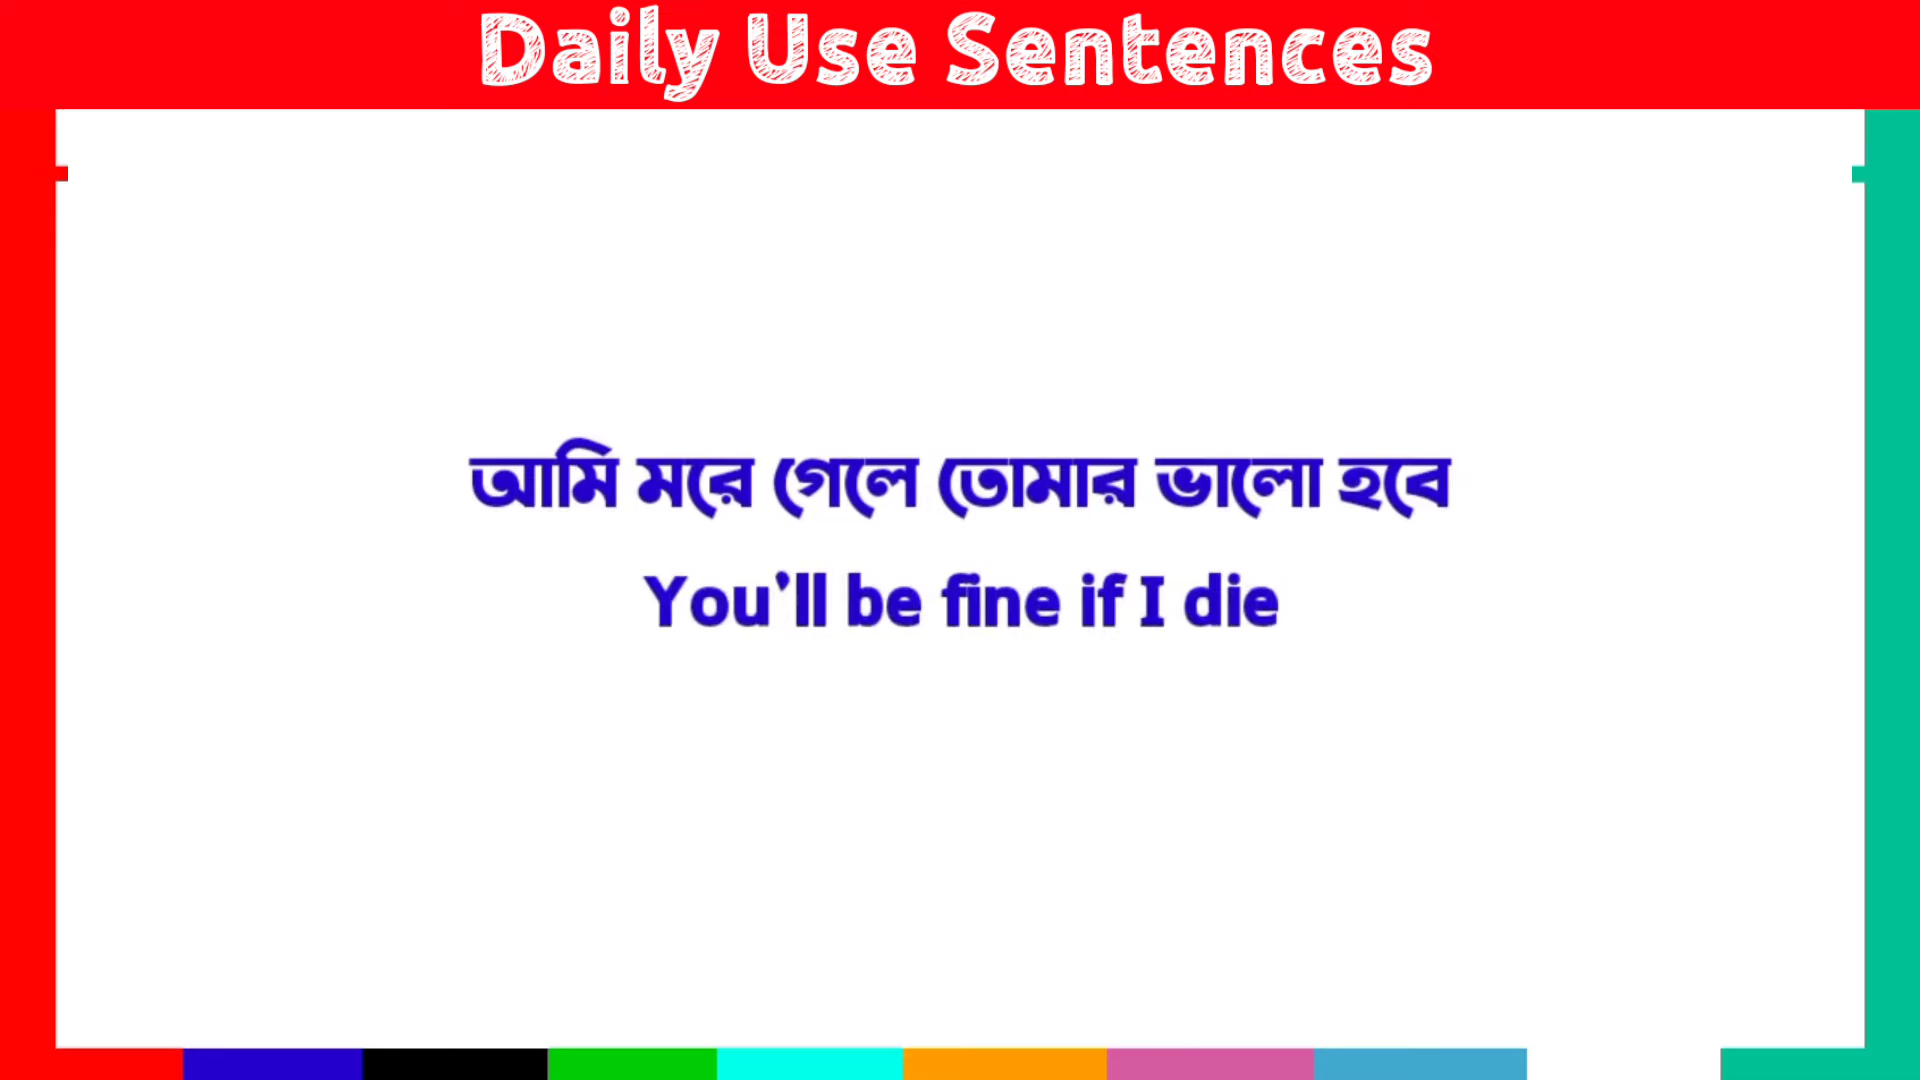 Daily Use Sentences
আমি মরে গেলে তোমার ভালো হবে
You'll be fine if I die